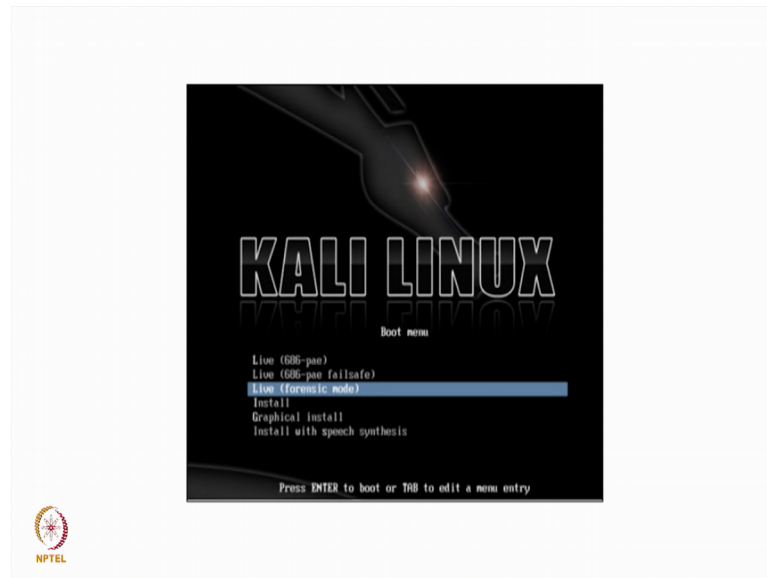 KALI LINUX
Boot menu
Live (686-pae)
Live (686-pae failsafe)
Live (forensic mode)
Install
Graphical install
Install with speech synthesis
Press ENTER to boot or TAB to edit a menu entry
NPTEL